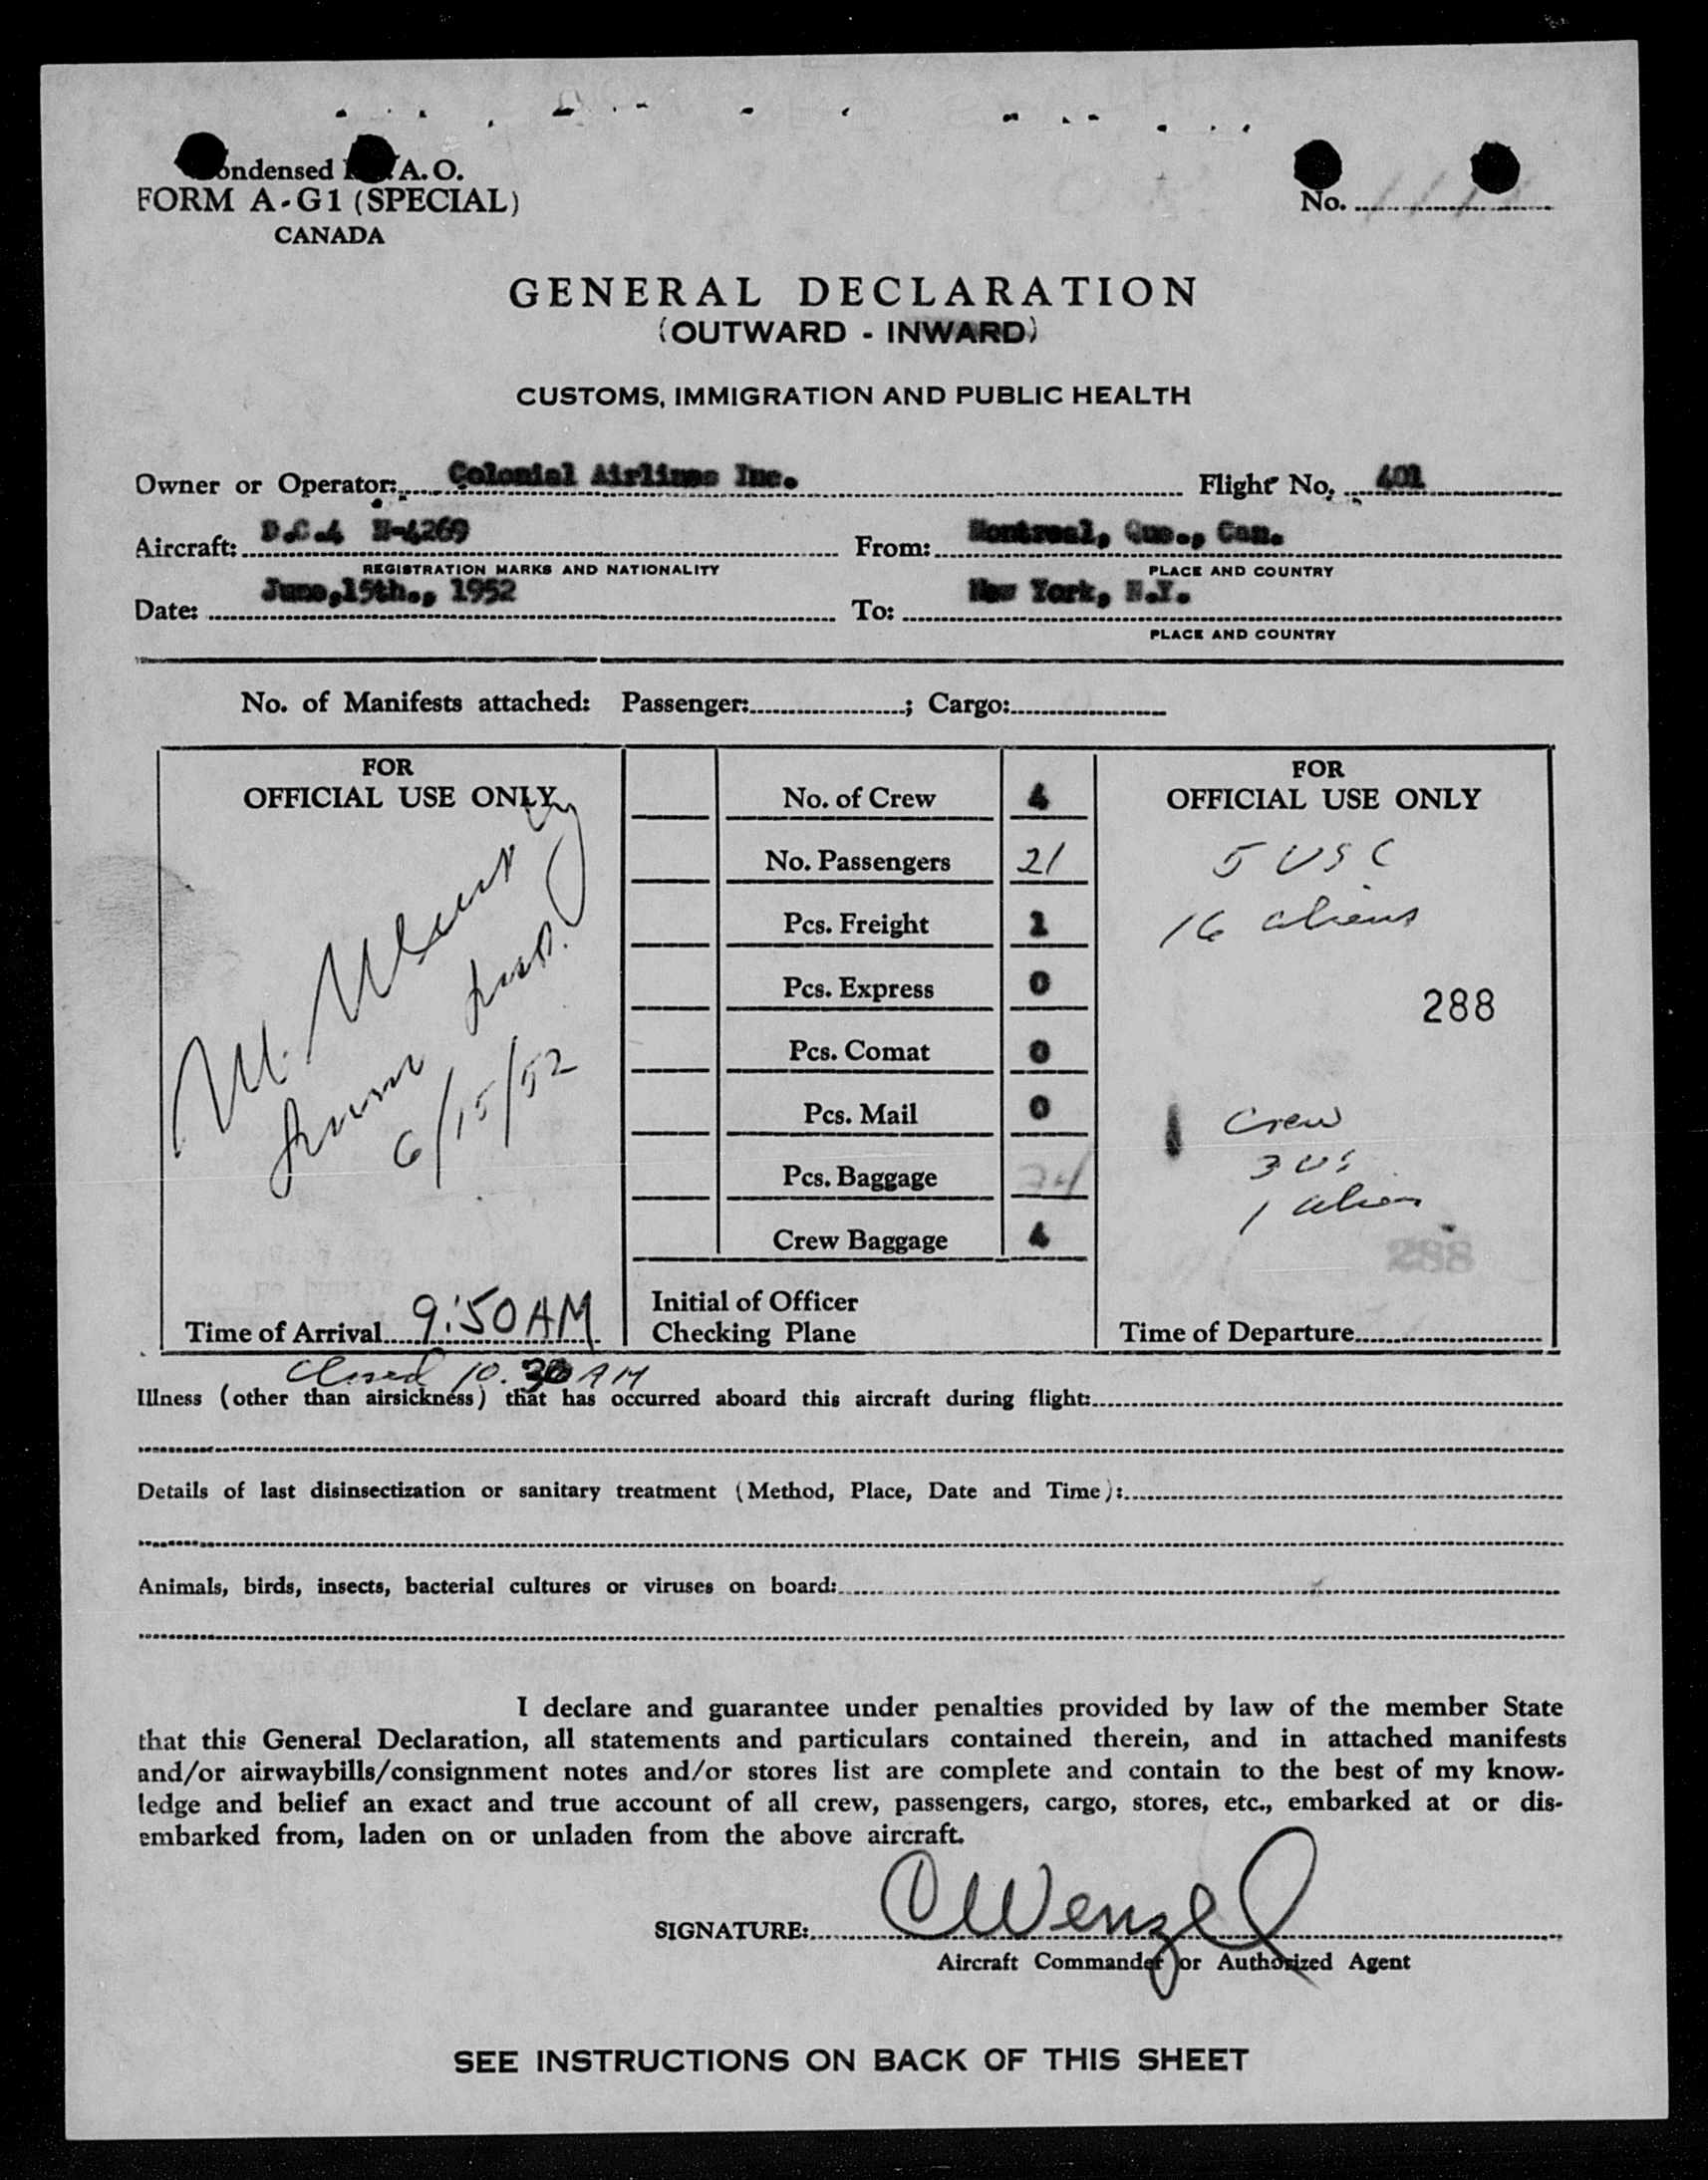 ondensed A.O.
FORM A-G1 (SPECIAL)
CANADA
No.
GENERAL DECLARATION
(OUTWARD - INWARD)
CUSTOMS, IMMIGRATION AND PUBLIC HEALTH
Owner or Operator: Colonial Airlines Inc. Flight No. 401
Aircraft: D.C.4 N-4269 From: Montreal, Que., Can.
REGISTRATION MARKS AND NATIONALITY PLACE AND COUNTRY
Date: June,15th., 1952 To: New York, N.Y.
PLACE AND COUNTRY
No. of Manifests attached: Passenger: ; Cargo:
FOR
OFFICIAL USE ONLY
M.
Insp.
6/15/52
Time of Arrival 9:50 AM
No. of Crew 4
No. Passengers 21
Pcs. Freight 1
Pcs. Express 0
Pcs. Comat 0
Pcs. Mail 0
Pcs. Baggage
Crew Baggage 4
Initial of Officer
Checking Plane
FOR
OFFICIAL USE ONLY
5 USC
16 aliens
288
Crew
3 US
1 alien
Time of Departure
AM
Illness (other than airsickness) that has occurred aboard this aircraft during flight:
Details of last disinsectization or sanitary treatment (Method, Place, Date and Time):
Animals, birds, insects, bacterial cultures or viruses on board:
I declare and guarantee under penalties provided by law of the member State
that this General Declaration, all statements and particulars contained therein, and in attached manifests
and/or airwaybills/consignment notes and/or stores list are complete and contain to the best of my know-
ledge and belief an exact and true account of all crew, passengers, cargo, stores, etc., embarked at or dis-
embarked from, laden on or unladen from the above aircraft.
SIGNATURE: C Wenzel
Aircraft Commander or Authorized Agent
SEE INSTRUCTIONS ON BACK OF THIS SHEET